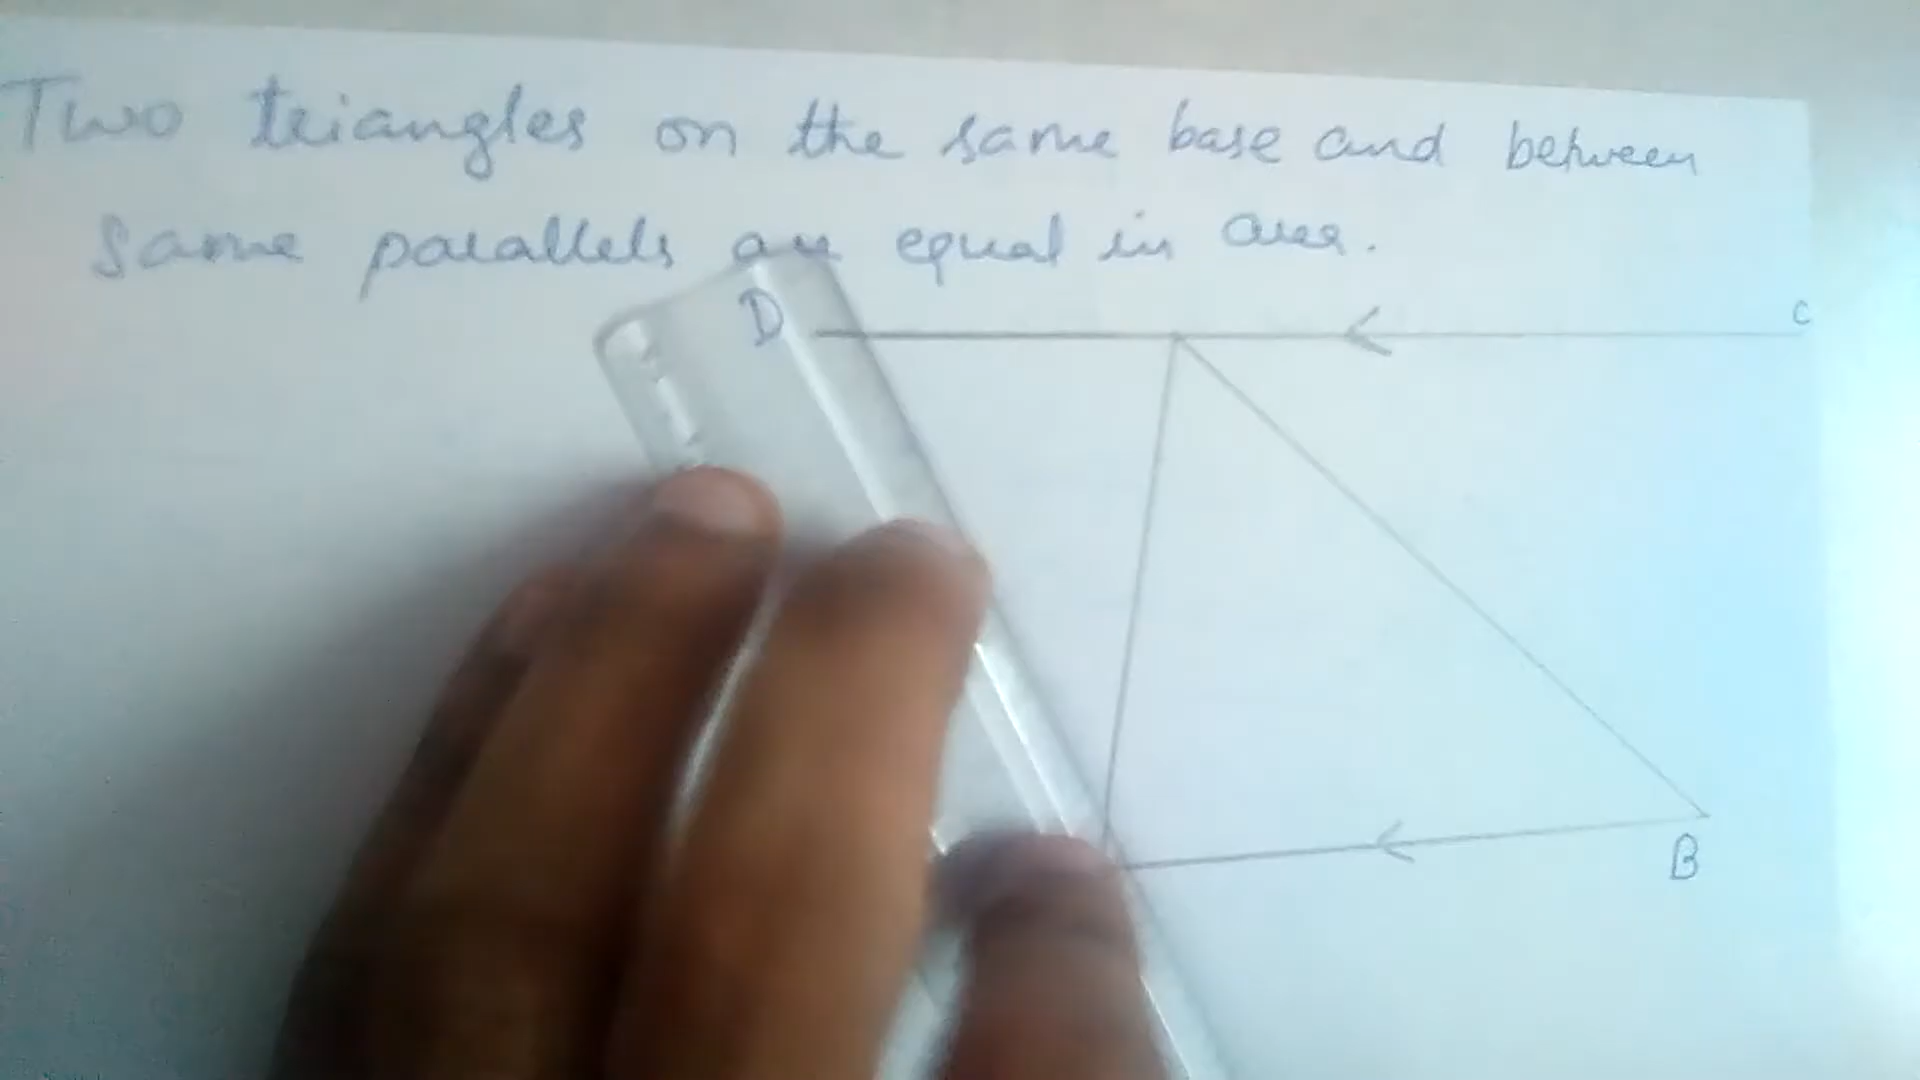 Two triangles on the same base and between
same parallels are equal in area.
D
C
B